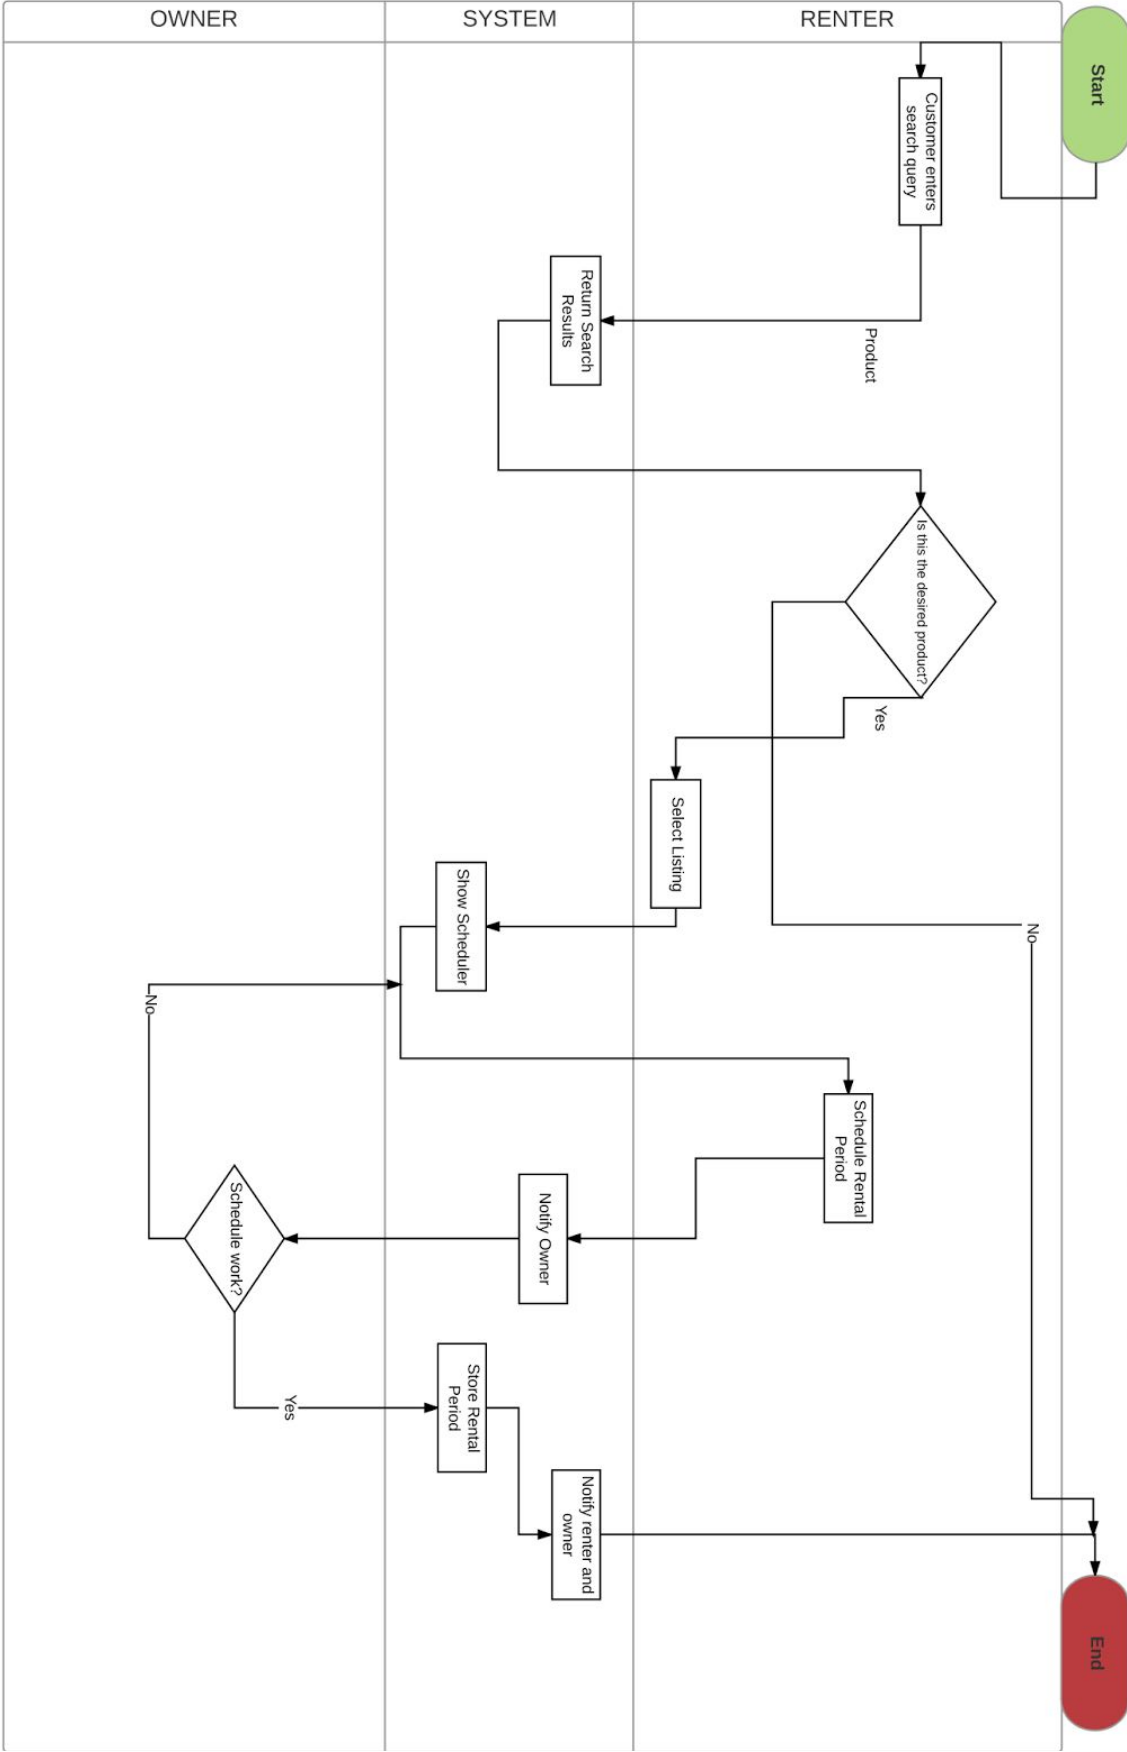 OWNER
SYSTEM
RENTER
Start
Customer enters
search query
Product
Return Search
Results
Is this the desired product?
Yes
No
Select Listing
Show Scheduler
No
Schedule Rental
Period
Notify Owner
Schedule work?
Yes
Store Rental
Period
Notify renter and
owner
End